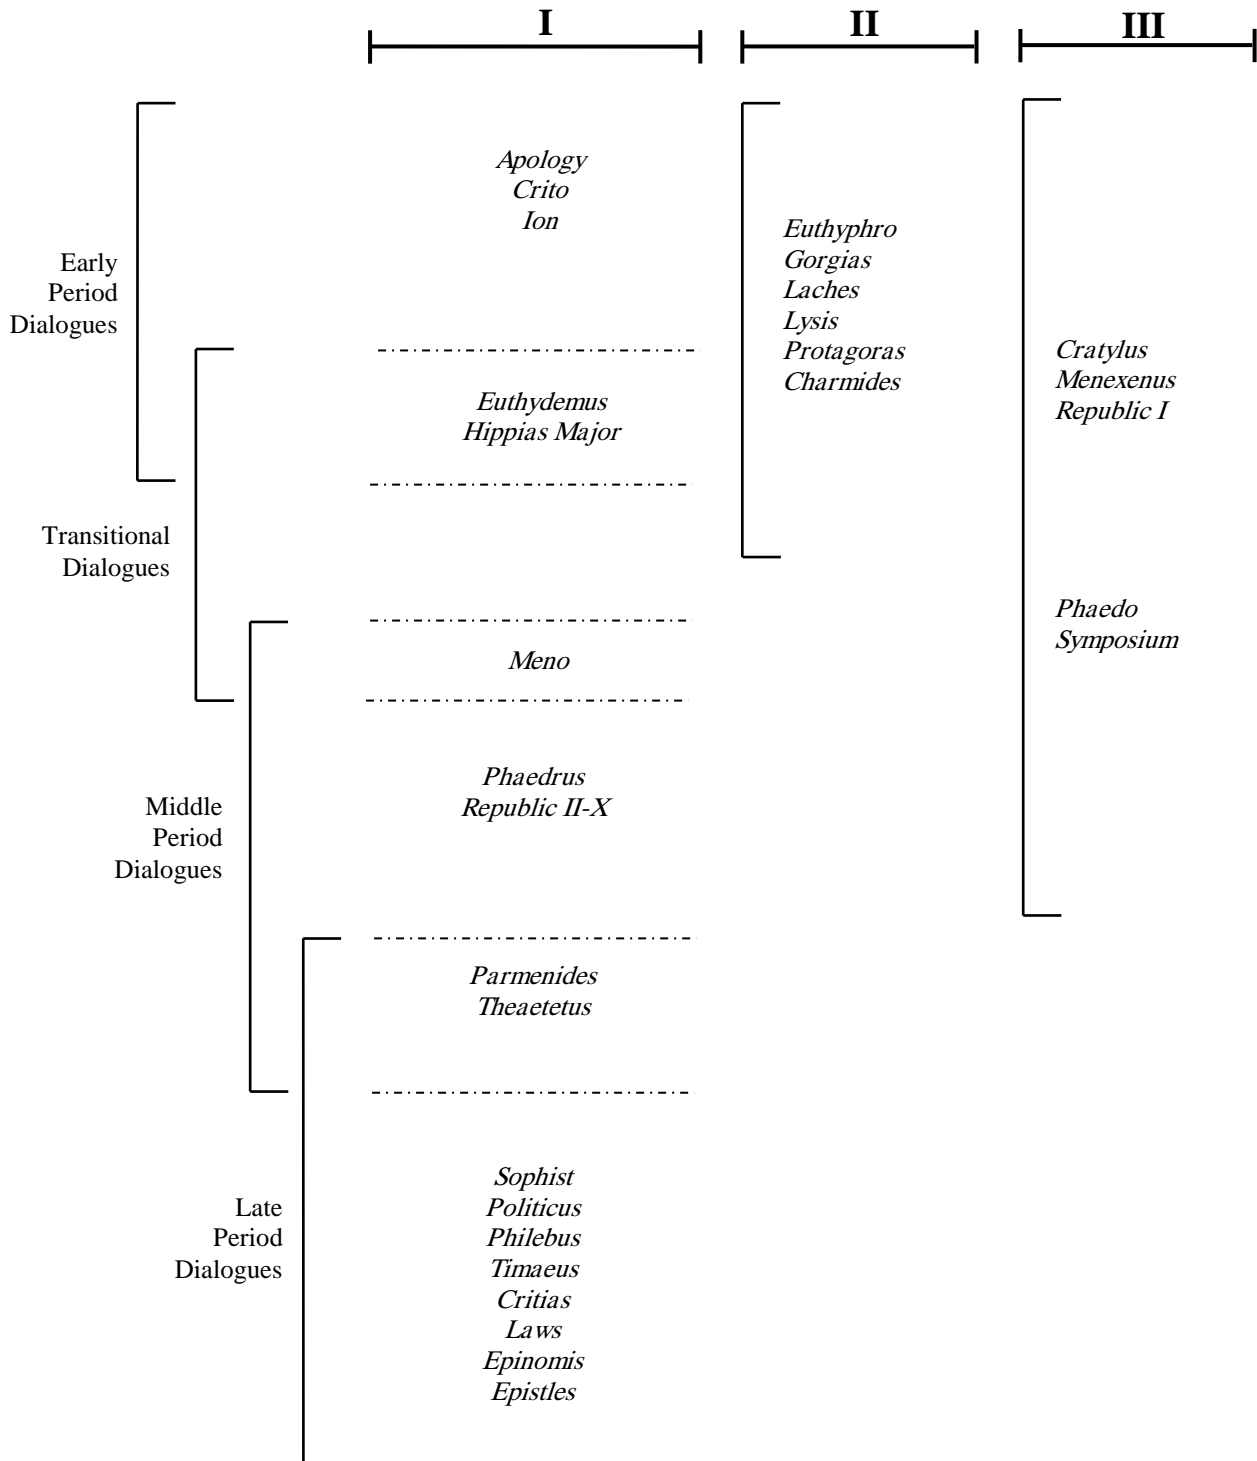 I
II
III
Early
Period
Dialogues
Transitional
Dialogues
Middle
Period
Dialogues
Late
Period
Dialogues
Apology
Crito
Ion
Euthydemus
Hippias Major
Meno
Phaedrus
Republic II-X
Parmenides
Theaetetus
Sophist
Politicus
Philebus
Timaeus
Critias
Laws
Epinomis
Epistles
Euthyphro
Gorgias
Laches
Lysis
Protagoras
Charmides
Cratylus
Menexenus
Republic I
Phaedo
Symposium